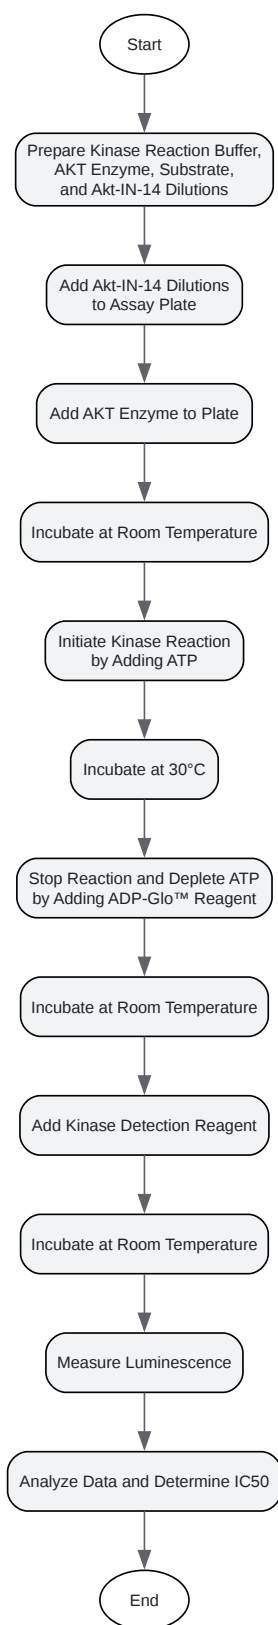 Start
Prepare Kinase Reaction Buffer,
AKT Enzyme, Substrate,
and Akt-IN-14 Dilutions
Add Akt-IN-14 Dilutions
to Assay Plate
Add AKT Enzyme to Plate
Incubate at Room Temperature
Initiate Kinase Reaction
by Adding ATP
Incubate at 30°C
Stop Reaction and Deplete ATP
by Adding ADP-Glo™ Reagent
Incubate at Room Temperature
Add Kinase Detection Reagent
Incubate at Room Temperature
Measure Luminescence
Analyze Data and Determine IC50
End